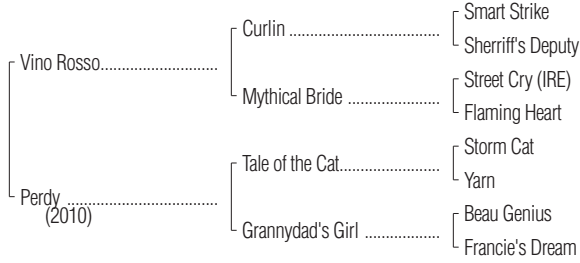 Smart Strike
Curlin ........................................
Sherriff's Deputy
Vino Rosso...........................
Street Cry (IRE)
Mythical Bride ........................
Flaming Heart
Storm Cat
Tale of the Cat..........................
Yarn
Perdy ...................................
(2010)
Beau Genius
Grannydad's Girl ...................
Francie's Dream